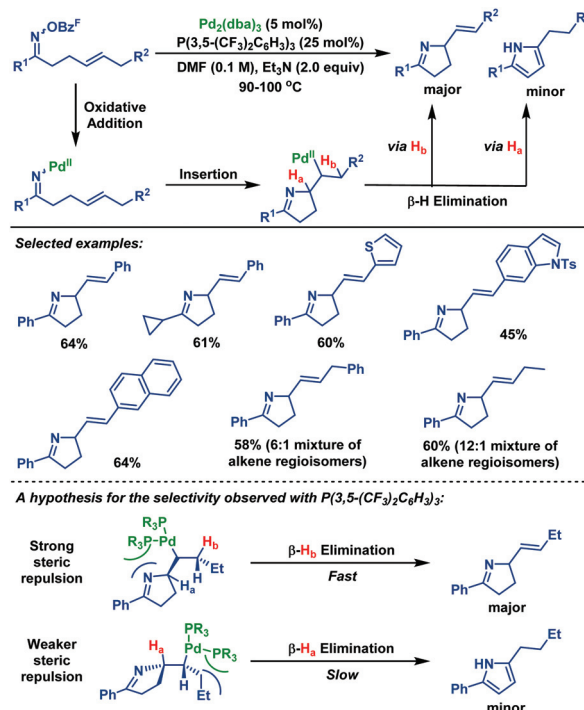 N OBzF
R1
R2
Pd2(dba)3 (5 mol%)
P(3,5-(CF3)2C6H3)3 (25 mol%)
DMF (0.1 M), Et3N (2.0 equiv)
90-100 °C
N
R1
R2
major
HN
R1
R2
minor
Oxidative
Addition
via Hb
via Ha
N PdII
R1
R2
Insertion
PdII
Hb
Ha
R2
N
R1
β-H Elimination
Selected examples:
Ph N Ph
64%
N Ph
61%
Ph N S
60%
Ph N NTs
45%
Ph N
64%
Ph N Ph
58% (6:1 mixture of
alkene regioisomers)
Ph N
60% (12:1 mixture of
alkene regioisomers)
A hypothesis for the selectivity observed with P(3,5-(CF3)2C6H3)3:
Strong
steric
repulsion
R3P
R3P Pd
Hb
Et
H
N
Ha
Ph
β-Hb Elimination
Fast
Et
N
Ph
major
Weaker
steric
repulsion
PR3
Ha
Pd PR3
N
H
Et
Ph
β-Ha Elimination
Slow
Et
HN
Ph
minor